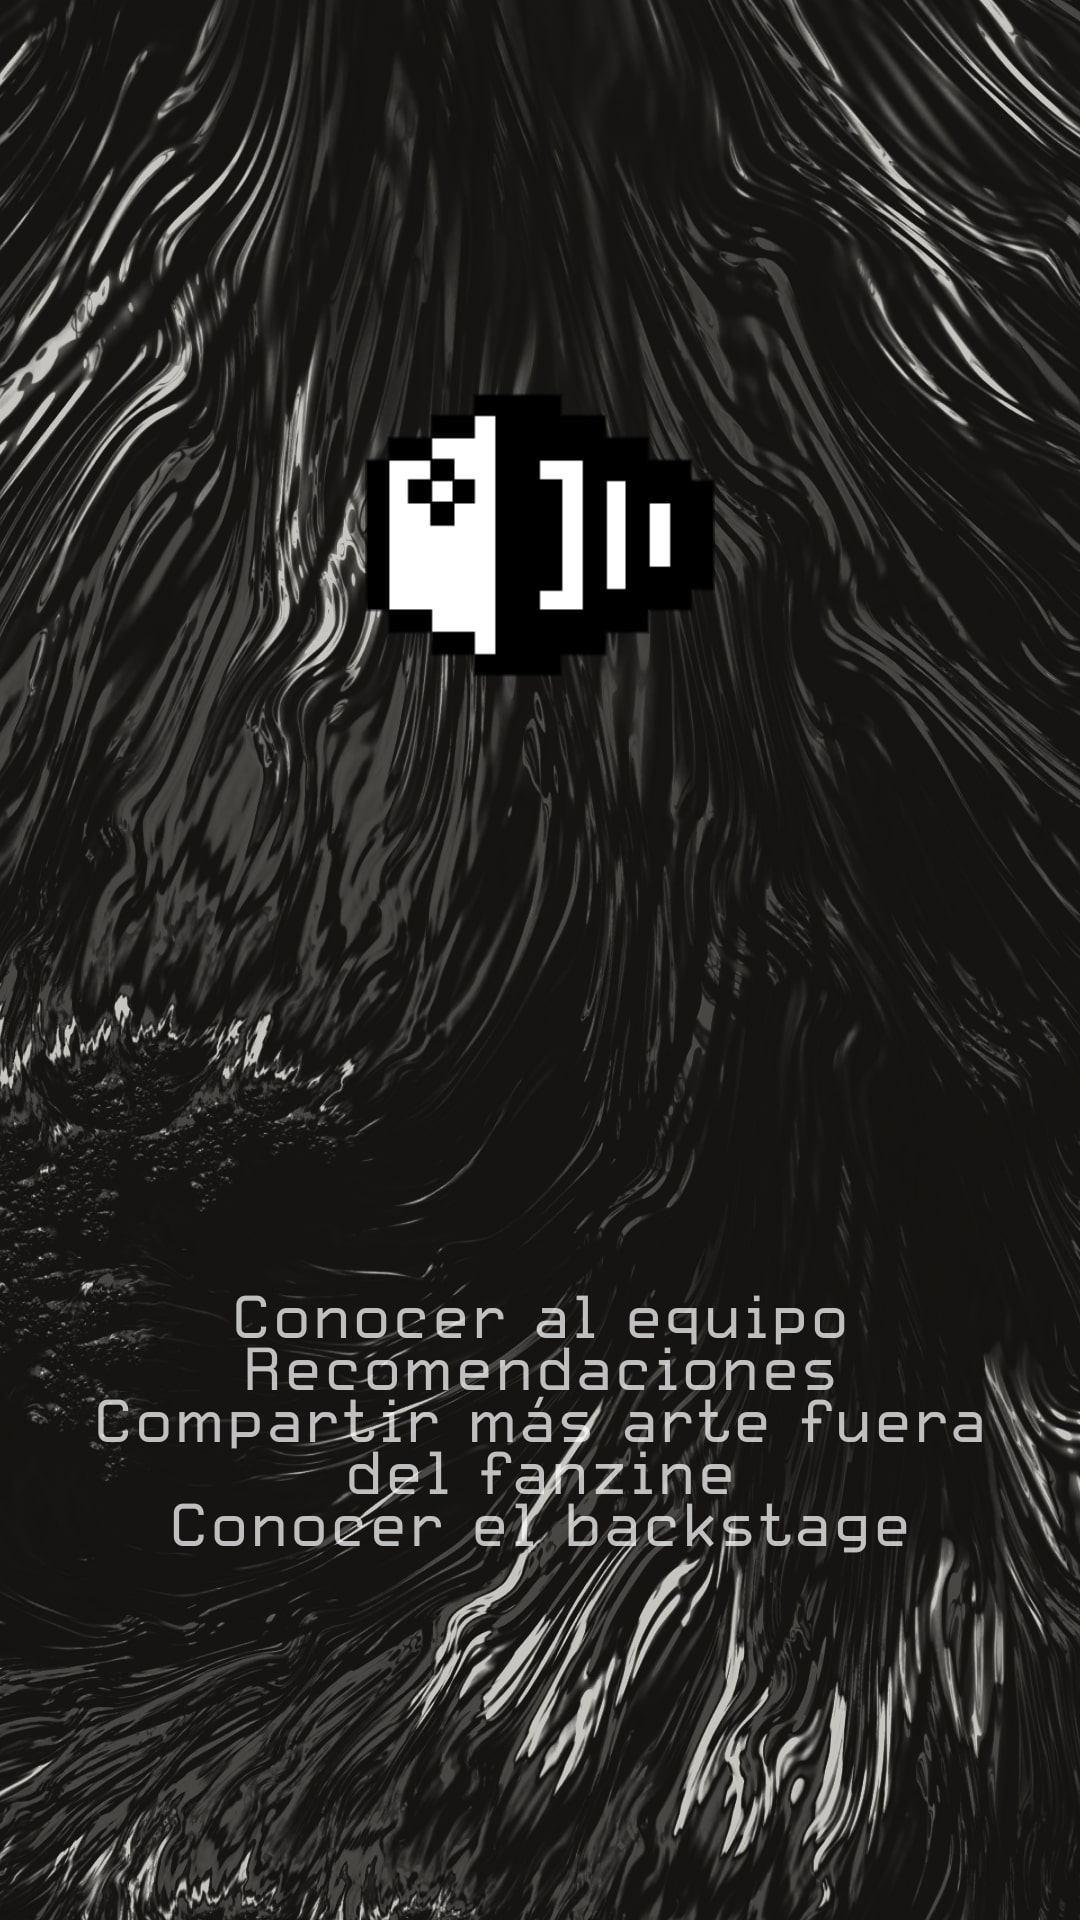 Conocer al equipo
Recomendaciones
Compartir más arte fuera
del fanzine
Conocer el backstage